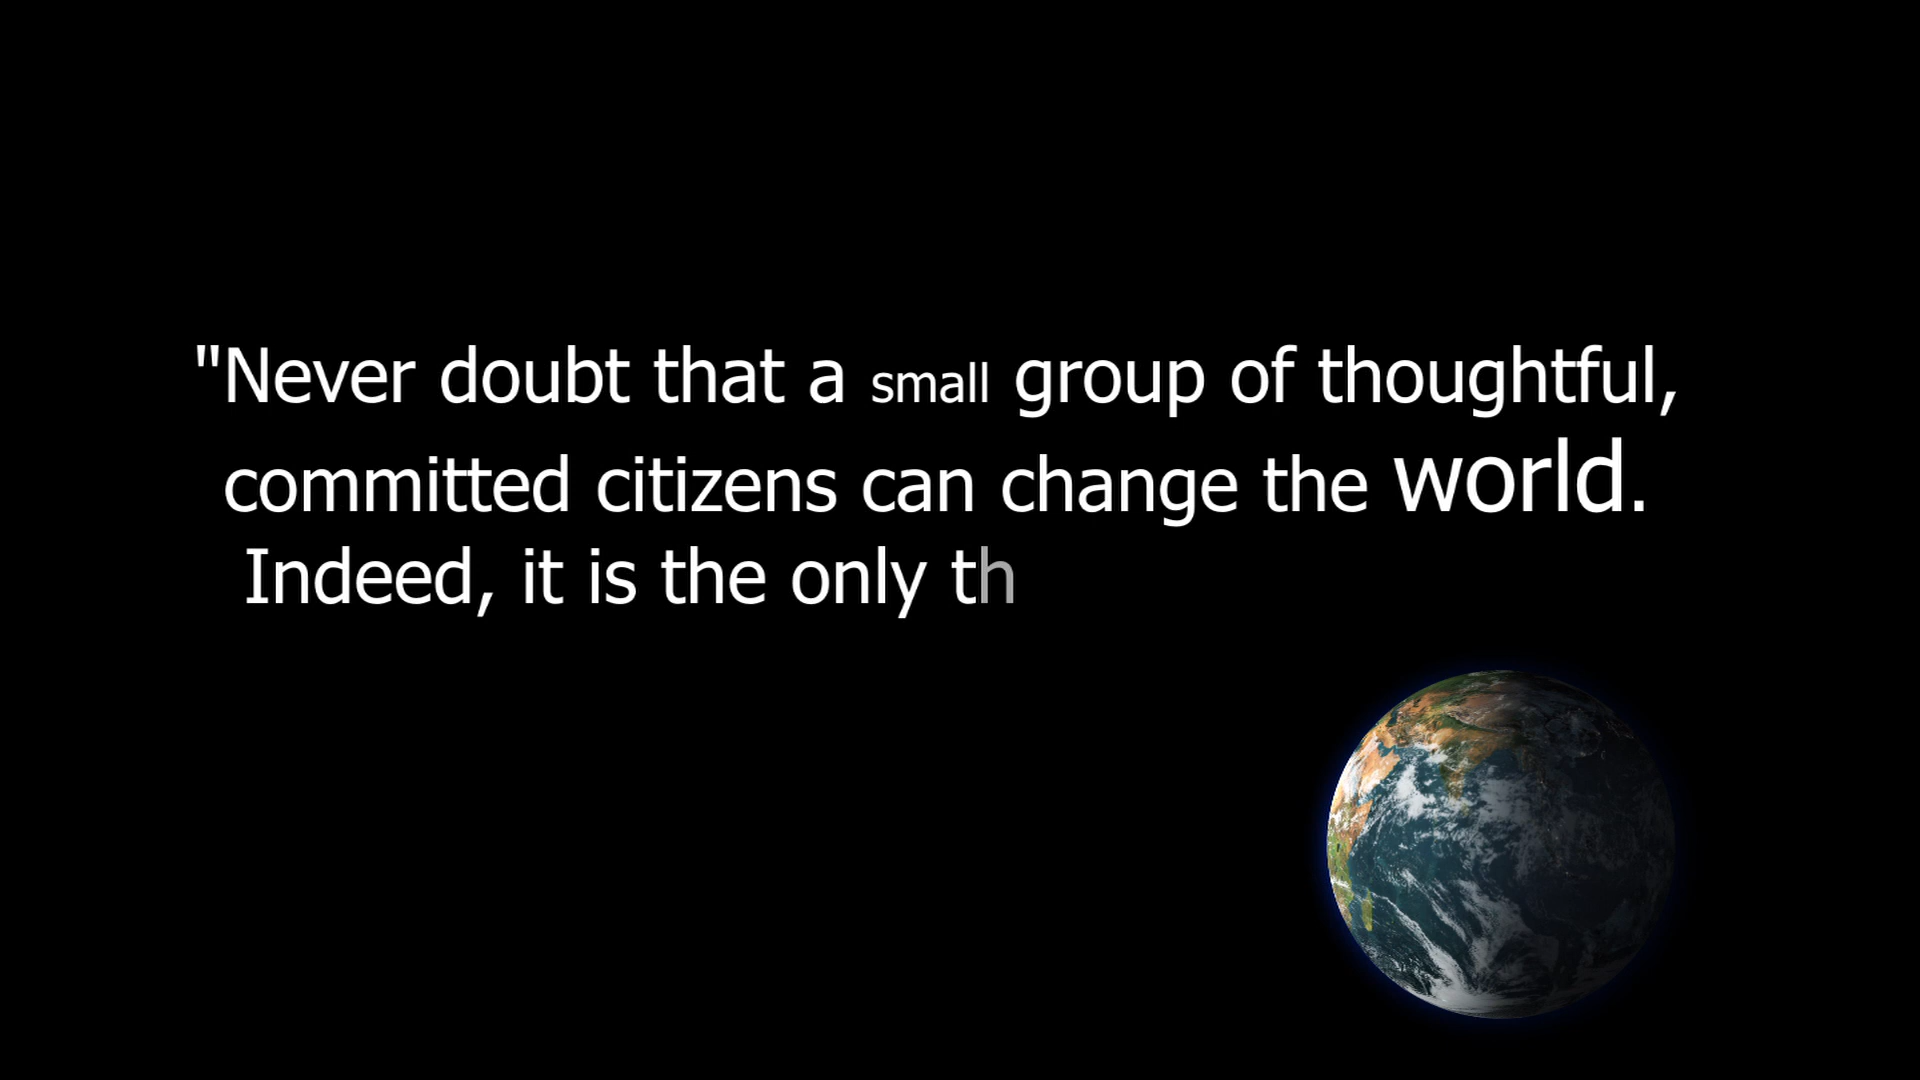 "Never doubt that a small group of thoughtful,
committed citizens can change the world.
Indeed, it is the only th